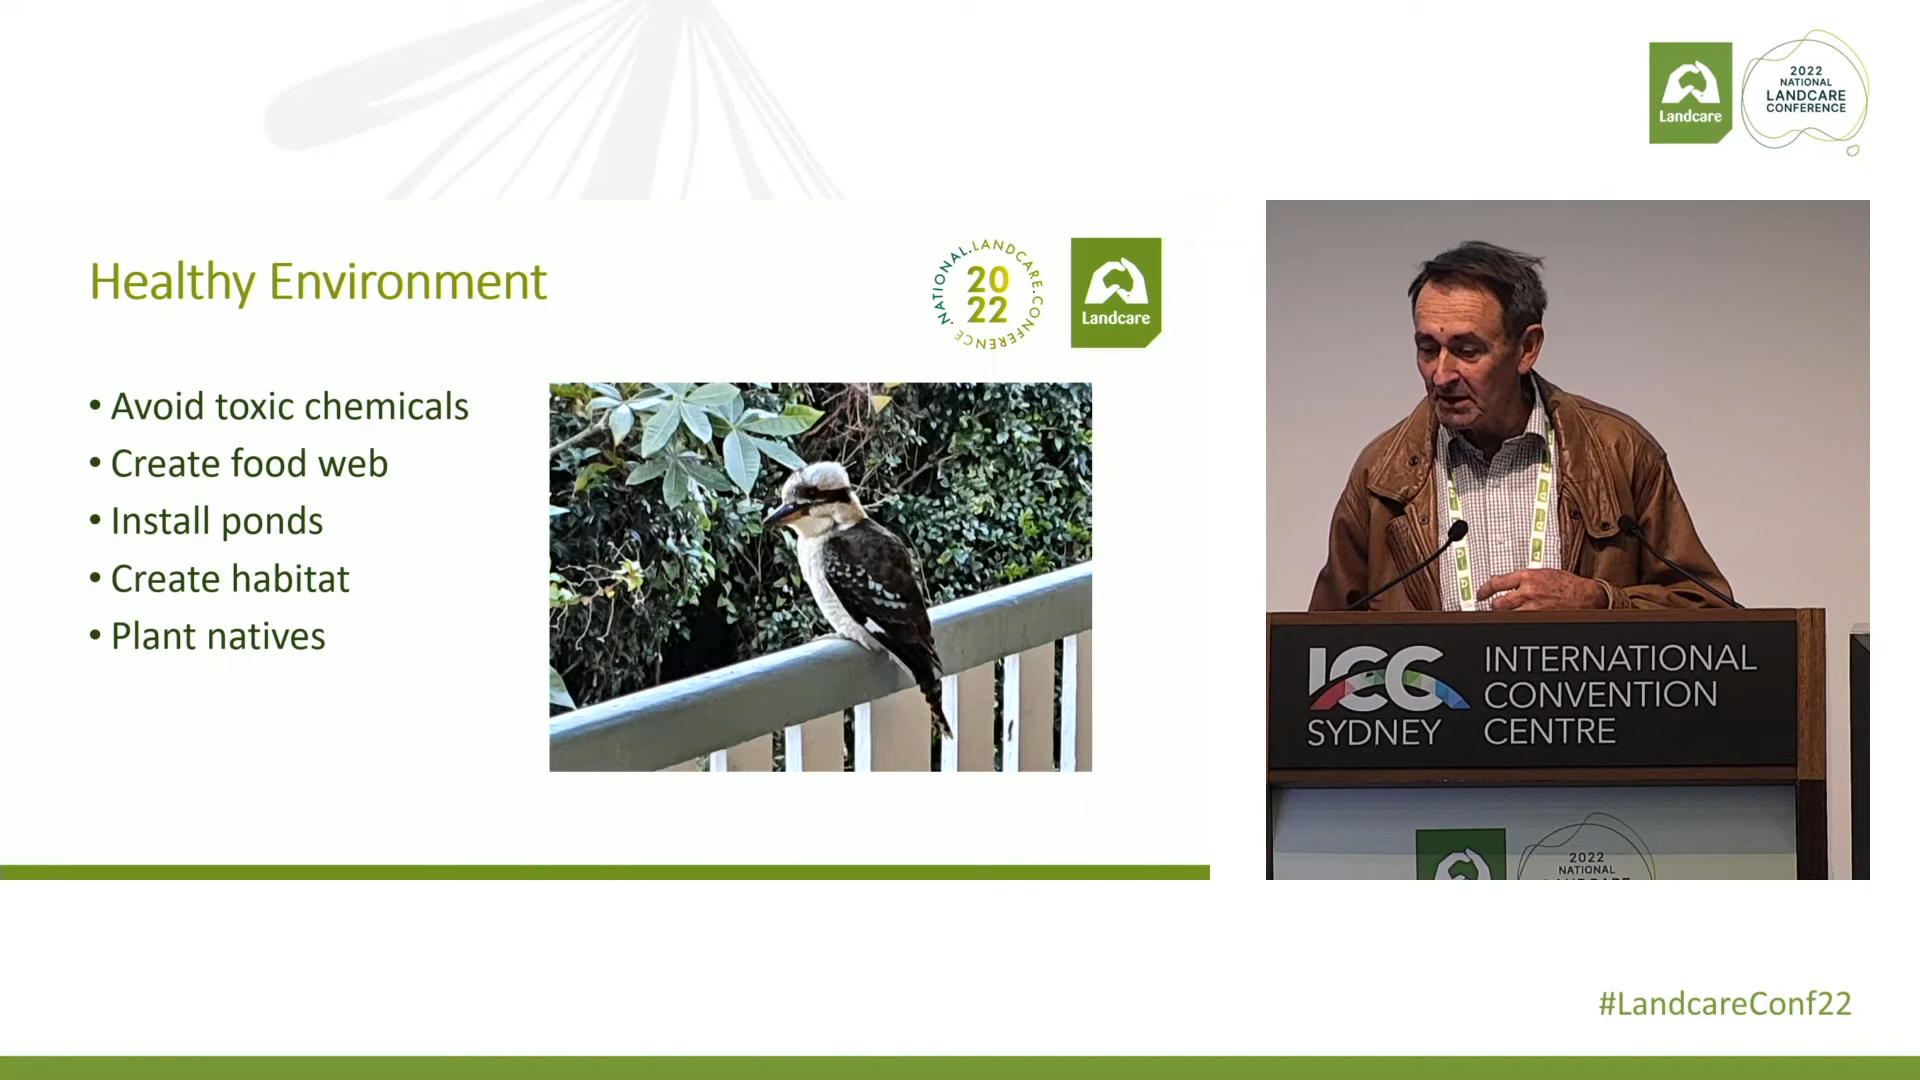 Landcare
2022
NATIONAL
LANDCARE
CONFERENCE
Healthy Environment
NATIONAL.LANDCARE.CONFERENCE.
20
22
Landcare
• Avoid toxic chemicals
• Create food web
• Install ponds
• Create habitat
• Plant natives
ICC
SYDNEY
INTERNATIONAL
CONVENTION
CENTRE
2022
NATIONAL
#LandcareConf22